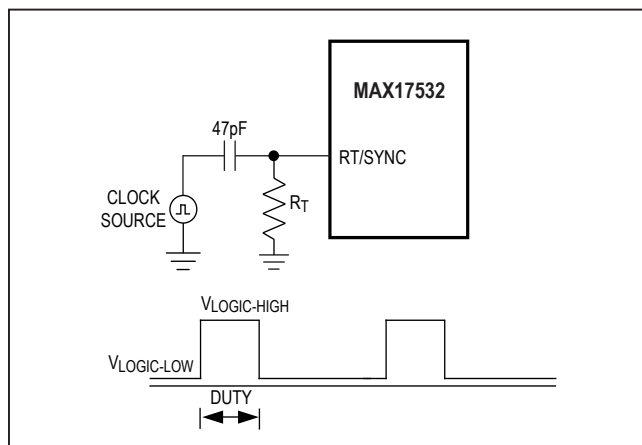 MAX17532
47pF
RT/SYNC
RT
CLOCK
SOURCE
VLOGIC-HIGH
VLOGIC-LOW
DUTY